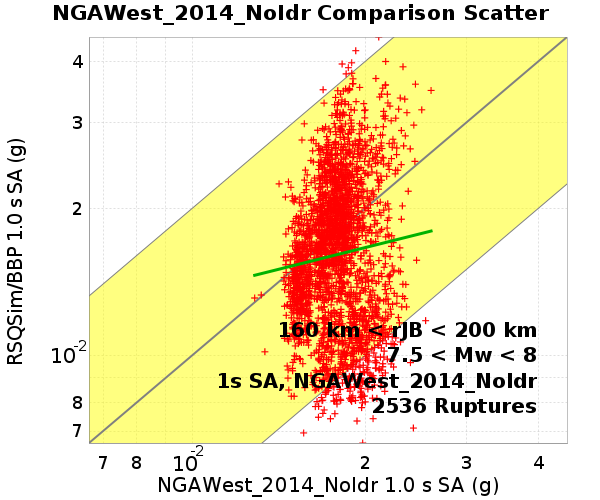 NGAWest_2014_NoIdr Comparison Scatter
RSQSim/BBP 1.0 s SA (g)
4
3
2
10-2
8
7
160 km < rJB < 200 km
7.5 < Mw < 8
1s SA, NGAWest_2014_NoIdr
2536 Ruptures
7 8 10-2 2 3 4
NGAWest_2014_NoIdr 1.0 s SA (g)